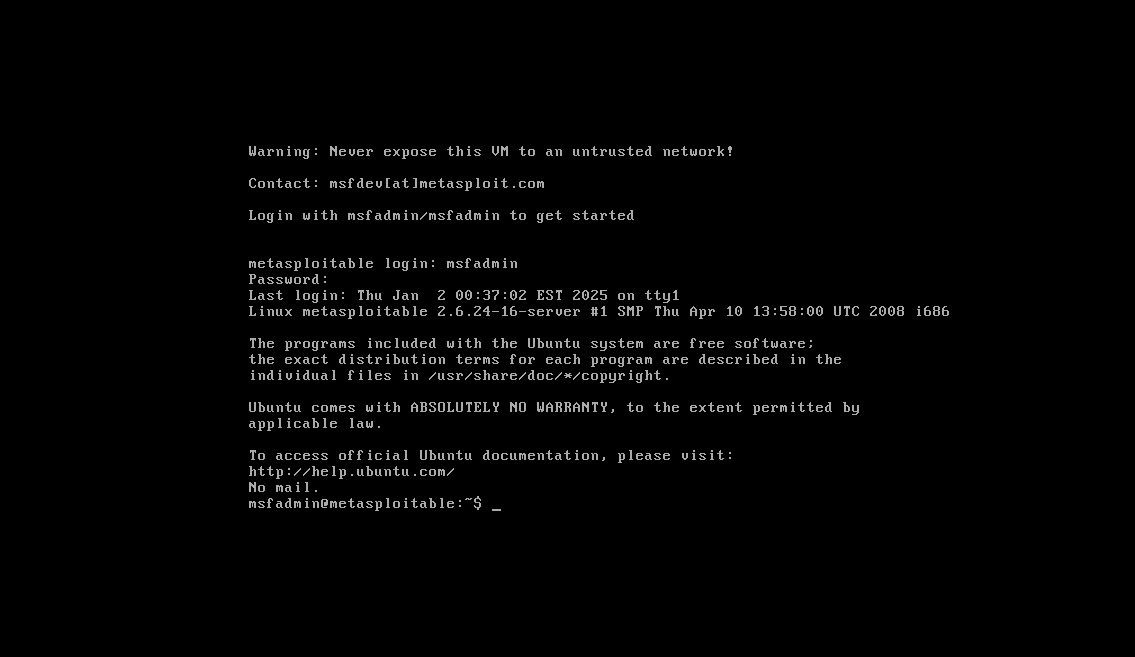 Warning: Never expose this VM to an untrusted network!
Contact: msfdev[at]metasploit.com
Login with msfadmin/msfadmin to get started
metasploitable login: msfadmin
Password:
Last login: Thu Jan  2 00:37:02 EST 2025 on tty1
Linux metasploitable 2.6.24-16-server #1 SMP Thu Apr 10 13:58:00 UTC 2008 i686
The programs included with the Ubuntu system are free software;
the exact distribution terms for each program are described in the
individual files in /usr/share/doc/*/copyright.
Ubuntu comes with ABSOLUTELY NO WARRANTY, to the extent permitted by
applicable law.
To access official Ubuntu documentation, please visit:
http://help.ubuntu.com/
No mail.
msfadmin@metasploitable:~$ _